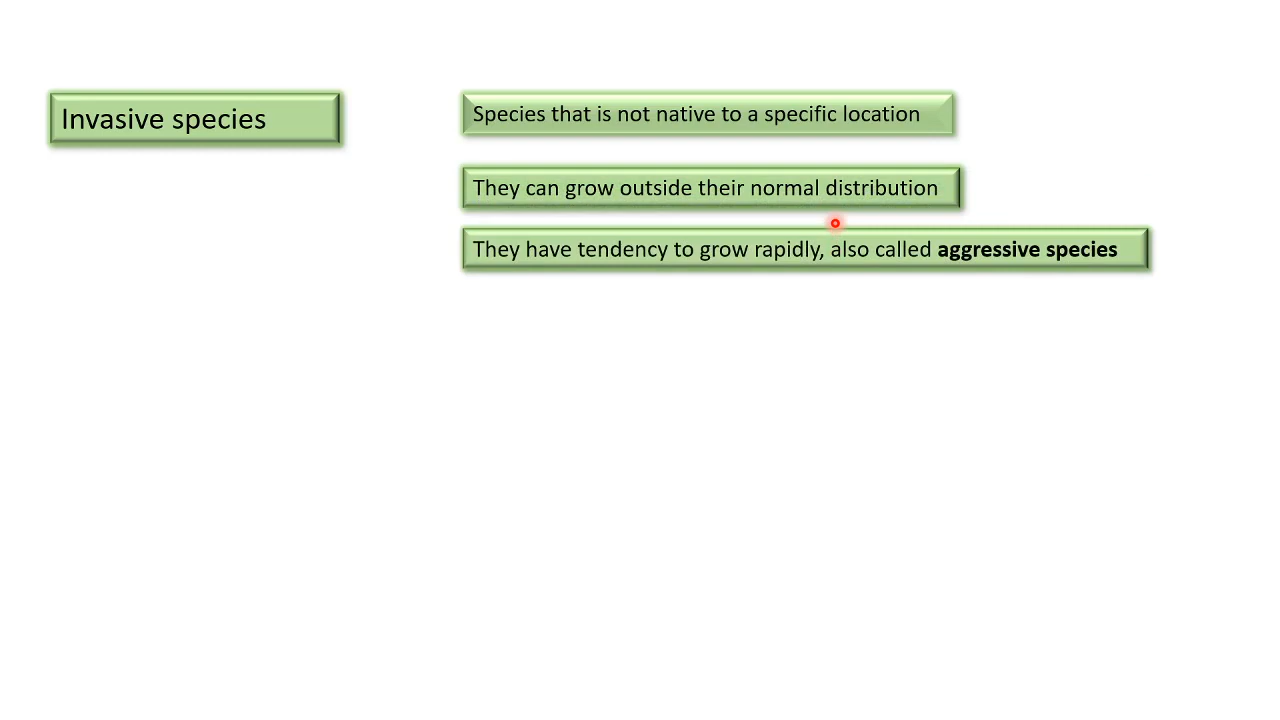 Invasive species
Species that is not native to a specific location
They can grow outside their normal distribution
They have tendency to grow rapidly, also called aggressive species